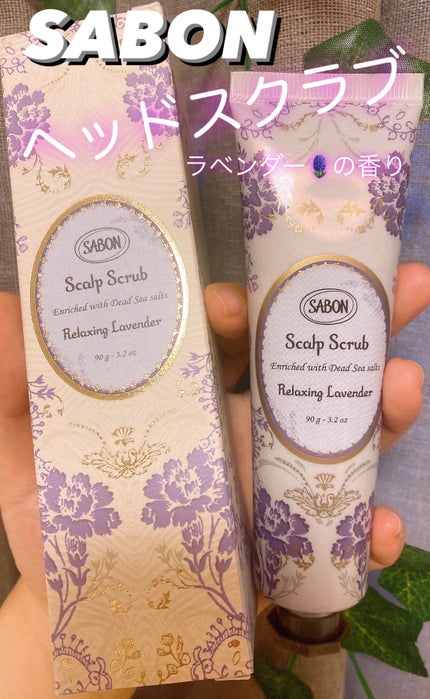 SABON
ヘッドスクラブ
ラベンダー🪻の香り
SABON
Scalp Scrub
Enriched with Dead Sea salts
Relaxing Lavender
90 g - 3.2 oz
SABON
Scalp Scrub
Enriched with Dead Sea salts
Relaxing Lavender
90 g - 3.2 oz